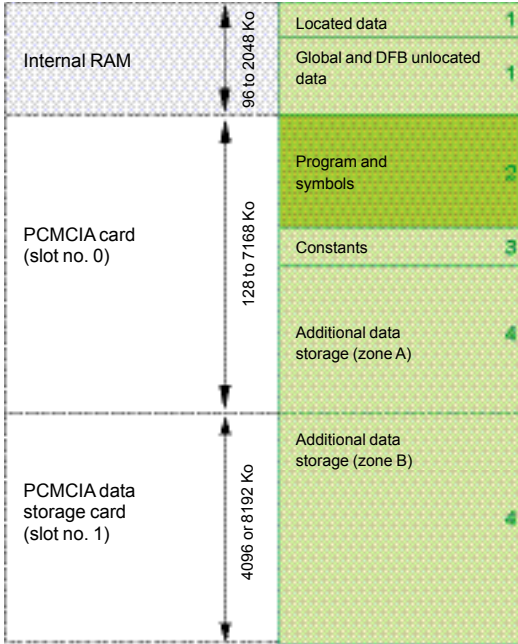 Internal RAM
96 to 2048 Ko
Located data
1
Global and DFB unlocated
data
1
PCMCIA card
(slot no. 0)
128 to 7168 Ko
Program and
symbols
2
Constants
3
Additional data
storage (zone A)
4
PCMCIA data
storage card
(slot no. 1)
4096 or 8192 Ko
Additional data
storage (zone B)
4